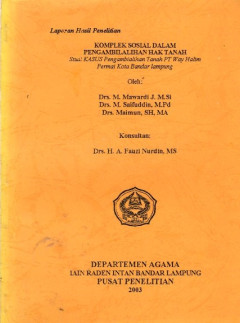 Laporan Hasil Penelitian
KOMPLEK SOSIAL DALAM
PENGAMBILALIHAN HAK TANAH
Studi KASUS Pengambialihan Tanah PT Way Halim
Permai Kota Bandar lampung
Oleh:
Drs. M. Mawardi J. M.Si
Drs. M. Saifuddin, M.Pd
Drs. Maimun, SH, MA
Konsultan:
Drs. H. A. Fauzi Nurdin, MS
DEPARTEMEN AGAMA
IAIN RADEN INTAN BANDAR LAMPUNG
PUSAT PENELITIAN
2003